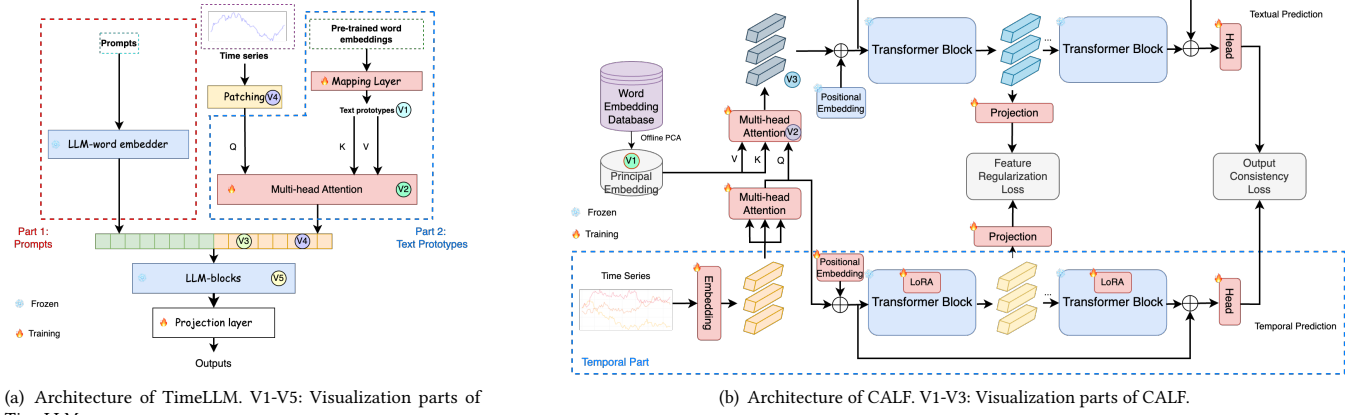 Prompts
Time series
Pre-trained word
embeddings
Mapping Layer
Patching V4
Text prototypes V1
LLM-word embedder
Q
K
V
Multi-head Attention V2
Part 1:
Prompts
Part 2:
Text Prototypes
V3
V4
LLM-blocks V5
Frozen
Projection layer
Training
Outputs
(a) Architecture of TimeLLM. V1-V5: Visualization parts of
Textual Prediction
Transformer Block
...
Transformer Block
Head
V3
Word
Embedding
Database
Positional
Embedding
Projection
Multi-head
Attention V2
Offline PCA
V1
Principal
Embedding
V
K
Q
Feature
Regularization
Loss
Output
Consistency
Loss
Multi-head
Attention
Frozen
Training
Projection
Time Series
Embedding
Positional
Embedding
LoRA
Transformer Block
...
LoRA
Transformer Block
Head
Temporal Prediction
Temporal Part
(b) Architecture of CALF. V1-V3: Visualization parts of CALF.